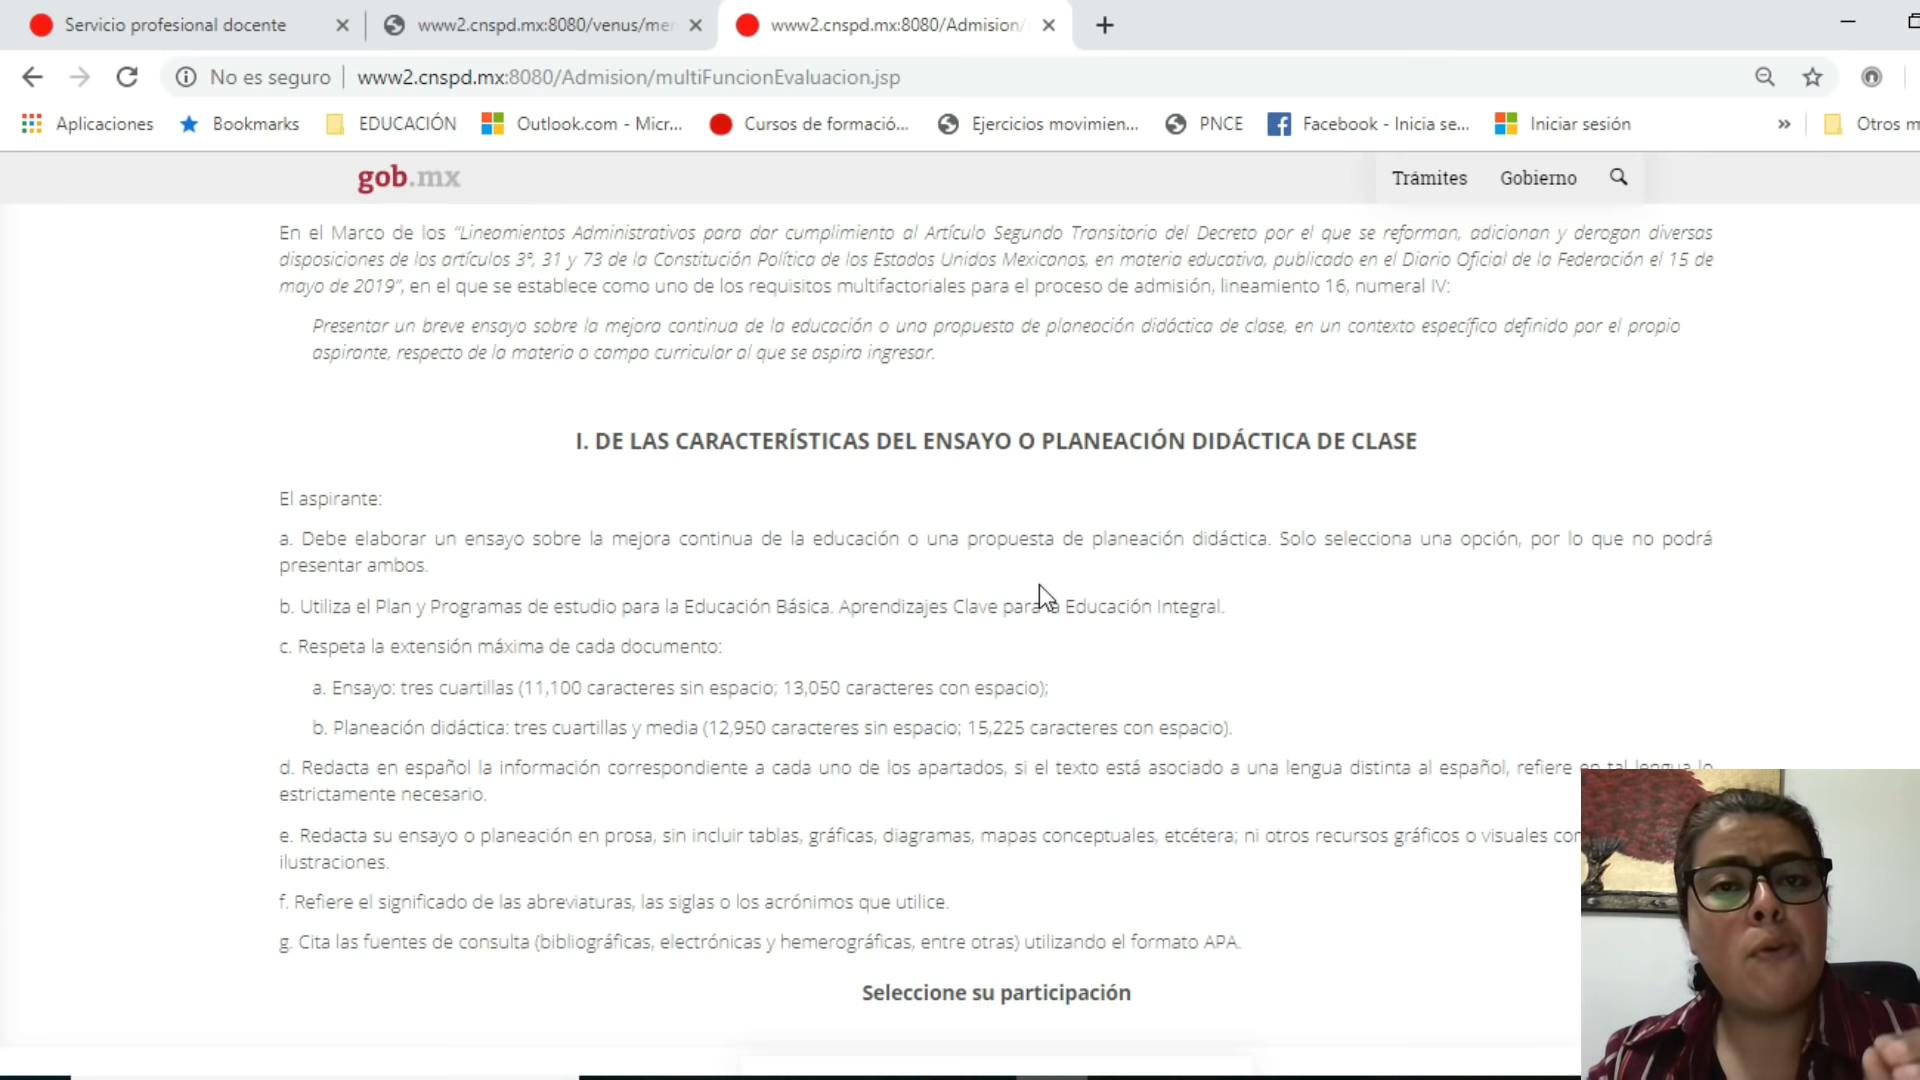 Servicio profesional docente
www2.cnspd.mx:8080/venus/me
www2.cnspd.mx:8080/Admision/
No es seguro
www2.cnspd.mx:8080/Admision/multiFuncionEvaluacion.jsp
Aplicaciones
Bookmarks
EDUCACIÓN
Outlook.com - Micr...
Cursos de formació...
Ejercicios movimien...
PNCE
Facebook - Inicia se...
Iniciar sesión
»
Otros m
gob.mx
Trámites
Gobierno
En el Marco de los "Lineamientos Administrativos para dar cumplimiento al Artículo Segundo Transitorio del Decreto por el que se reforman, adicionan y derogan diversas
disposiciones de los artículos 3º, 31 y 73 de la Constitución Política de los Estados Unidos Mexicanos, en materia educativa, publicado en el Diario Oficial de la Federación el 15 de
mayo de 2019", en el que se establece como uno de los requisitos multifactoriales para el proceso de admisión, lineamiento 16, numeral IV:
Presentar un breve ensayo sobre la mejora continua de la educación o una propuesta de planeación didáctica de clase, en un contexto específico definido por el propio
aspirante, respecto de la materia o campo curricular al que se aspira ingresar.
I. DE LAS CARACTERÍSTICAS DEL ENSAYO O PLANEACIÓN DIDÁCTICA DE CLASE
El aspirante:
a. Debe elaborar un ensayo sobre la mejora continua de la educación o una propuesta de planeación didáctica. Solo selecciona una opción, por lo que no podrá
presentar ambos.
b. Utiliza el Plan y Programas de estudio para la Educación Básica. Aprendizajes Clave para la Educación Integral.
c. Respeta la extensión máxima de cada documento:
a. Ensayo: tres cuartillas (11,100 caracteres sin espacio; 13,050 caracteres con espacio);
b. Planeación didáctica: tres cuartillas y media (12,950 caracteres sin espacio; 15,225 caracteres con espacio).
d. Redacta en español la información correspondiente a cada uno de los apartados, si el texto está asociado a una lengua distinta al español, refiere en tal lengua lo
estrictamente necesario.
e. Redacta su ensayo o planeación en prosa, sin incluir tablas, gráficas, diagramas, mapas conceptuales, etcétera; ni otros recursos gráficos o visuales
ilustraciones.
f. Refiere el significado de las abreviaturas, las siglas o los acrónimos que utilice.
g. Cita las fuentes de consulta (bibliográficas, electrónicas y hemerográficas, entre otras) utilizando el formato APA.
Seleccione su participación